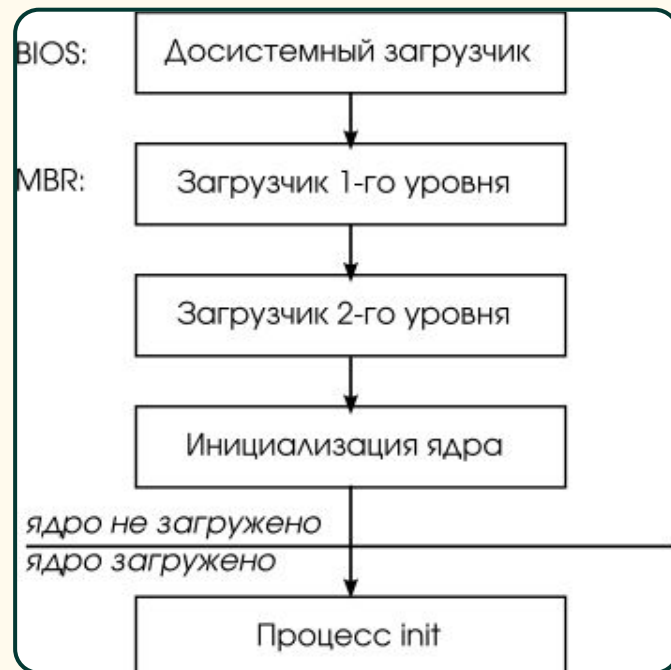 BIOS:
Досистемный загрузчик
MBR:
Загрузчик 1-го уровня
Загрузчик 2-го уровня
Инициализация ядра
ядро не загружено
ядро загружено
Процесс init